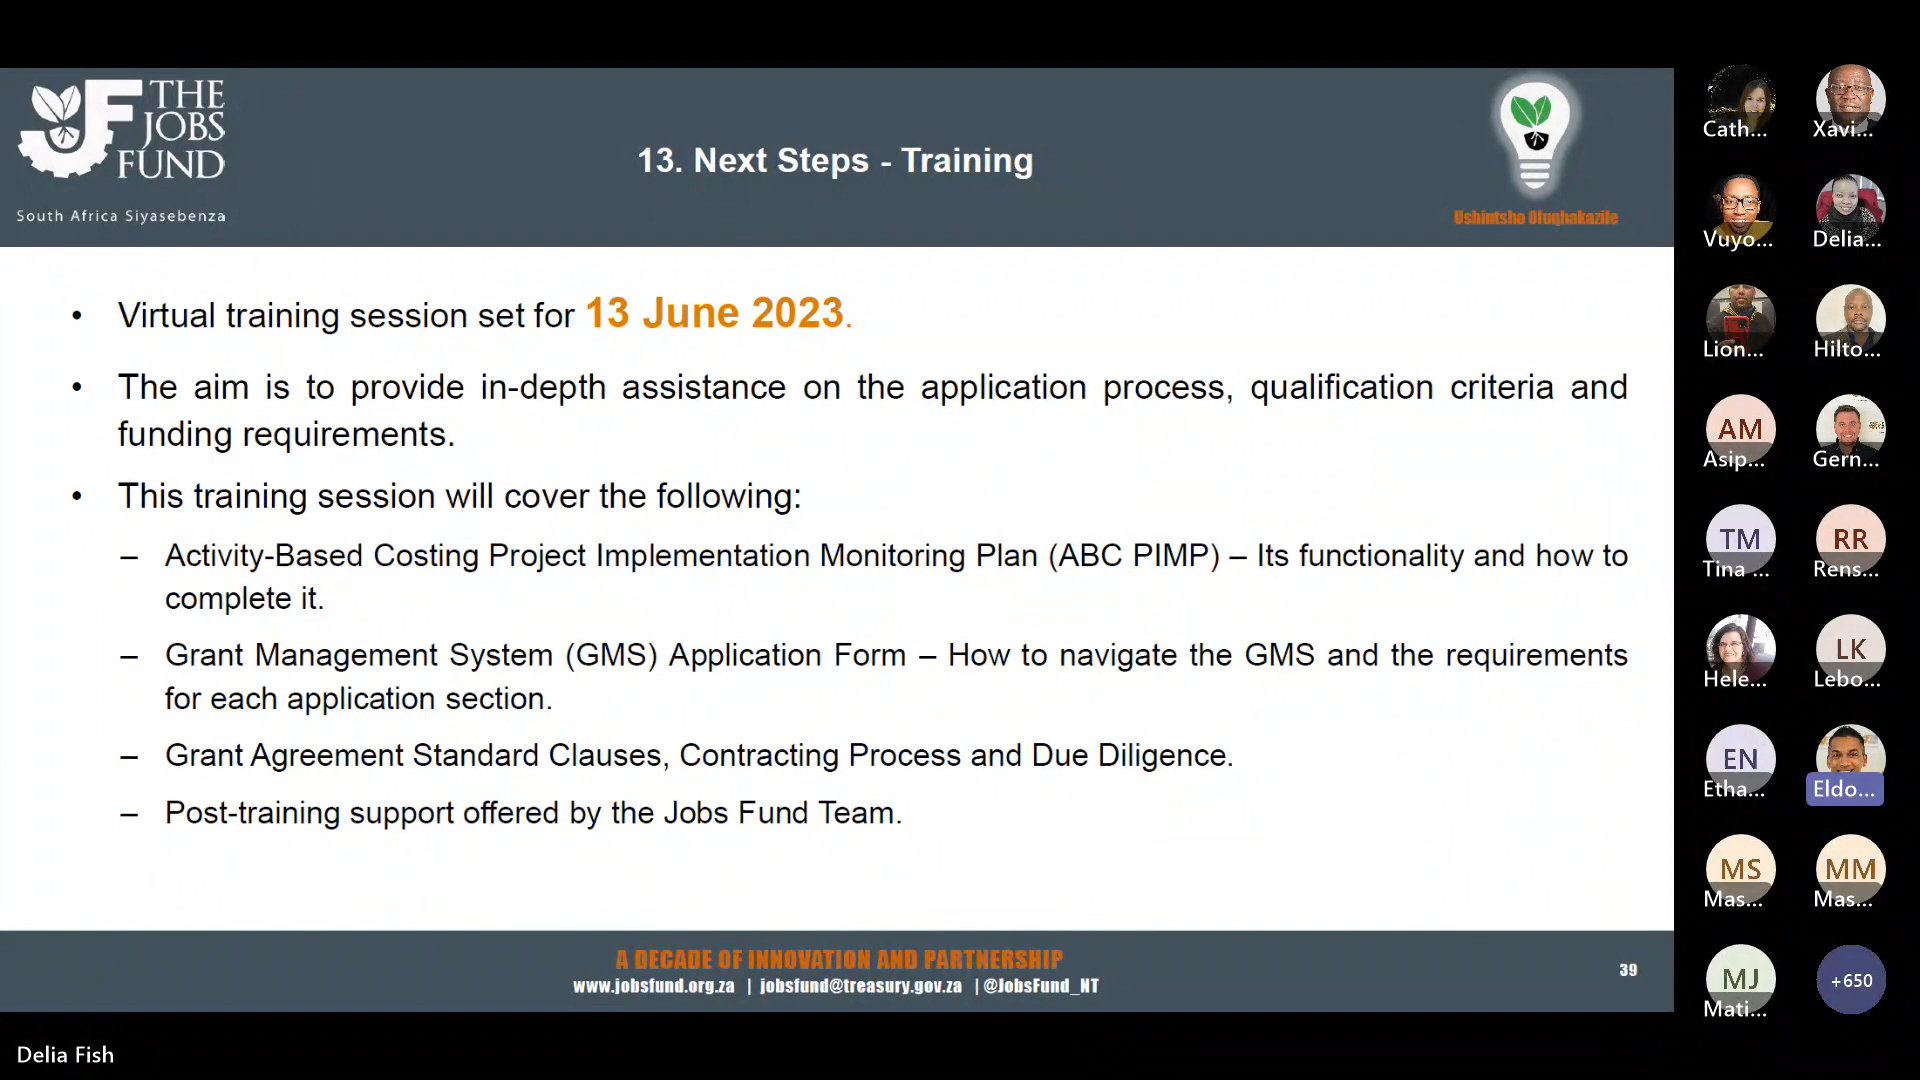 THE
JOBS
FUND
South Africa Siyasebenza
13. Next Steps - Training
Ushintsho Oluqhakazile
• Virtual training session set for 13 June 2023.
• The aim is to provide in-depth assistance on the application process, qualification criteria and
funding requirements.
• This training session will cover the following:
– Activity-Based Costing Project Implementation Monitoring Plan (ABC PIMP) – Its functionality and how to
complete it.
– Grant Management System (GMS) Application Form – How to navigate the GMS and the requirements
for each application section.
– Grant Agreement Standard Clauses, Contracting Process and Due Diligence.
– Post-training support offered by the Jobs Fund Team.
A DECADE OF INNOVATION AND PARTNERSHIP
www.jobsfund.org.za | jobsfund@treasury.gov.za | @JobsFund_NT
39
Delia Fish
Cath...
Xavi...
Vuyo...
Delia...
Lion...
Hilto...
AM
Asip...
Gern...
TM
Tina ...
RR
Rens...
Hele...
LK
Lebo...
EN
Etha...
Eldo...
MS
Mas...
MM
Mas...
MJ
Mati...
+650